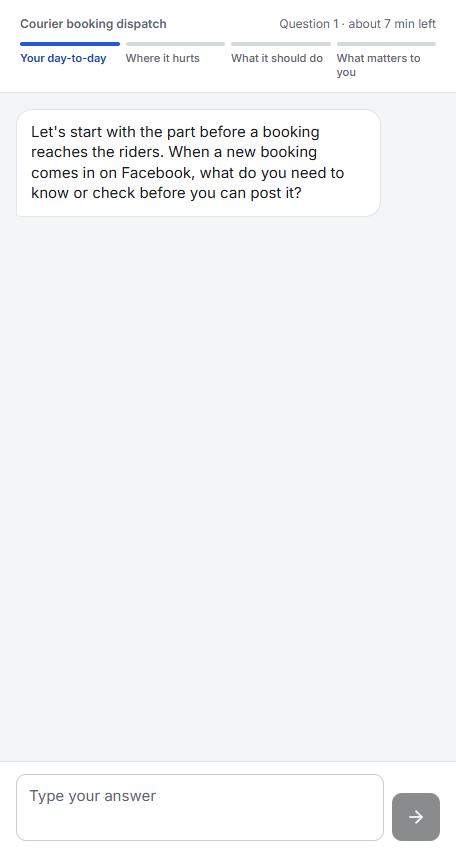 Courier booking dispatch
Question 1 · about 7 min left
Your day-to-day
Where it hurts
What it should do
What matters to
you
Let's start with the part before a booking
reaches the riders. When a new booking
comes in on Facebook, what do you need to
know or check before you can post it?
Type your answer